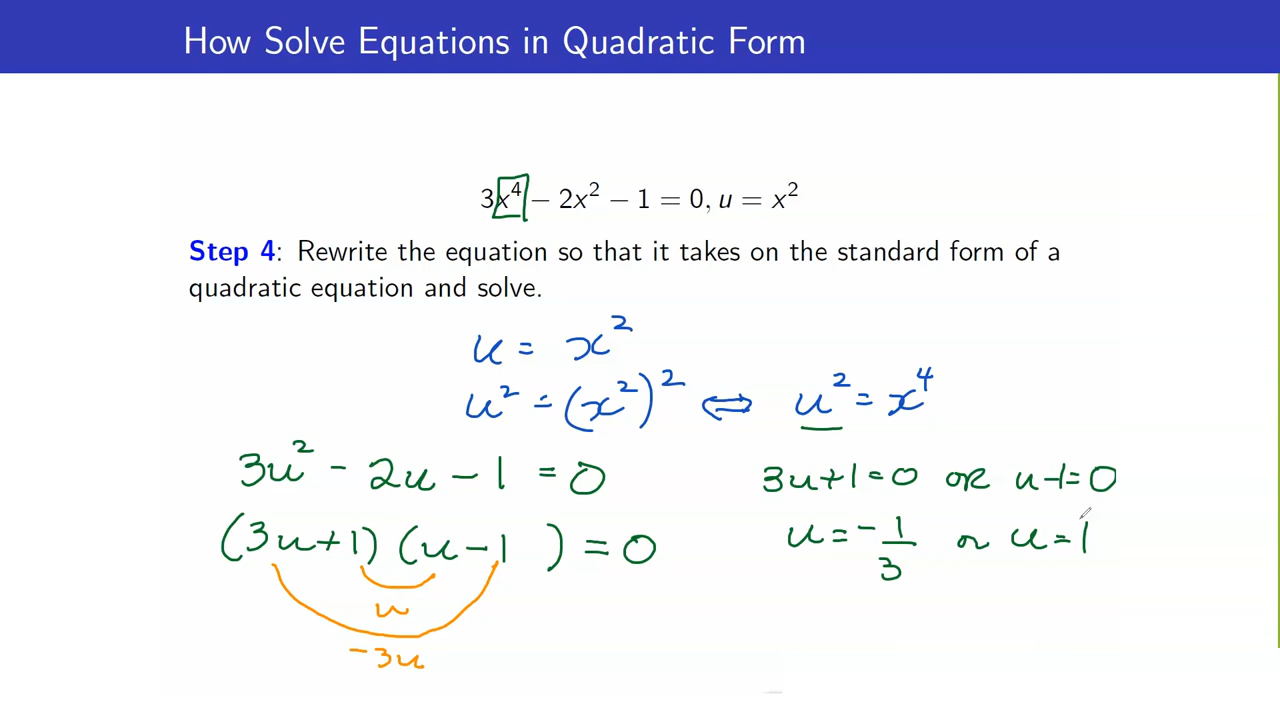 How Solve Equations in Quadratic Form
3x⁴ − 2x² − 1 = 0, u = x²
Step 4: Rewrite the equation so that it takes on the standard form of a
quadratic equation and solve.
u = x²
u² = (x²)² ⟺ u² = x⁴
3u² - 2u - 1 = 0
(3u+1) (u-1) = 0
u
-3u
3u+1=0 or u-1=0
u = -1/3 or u=1